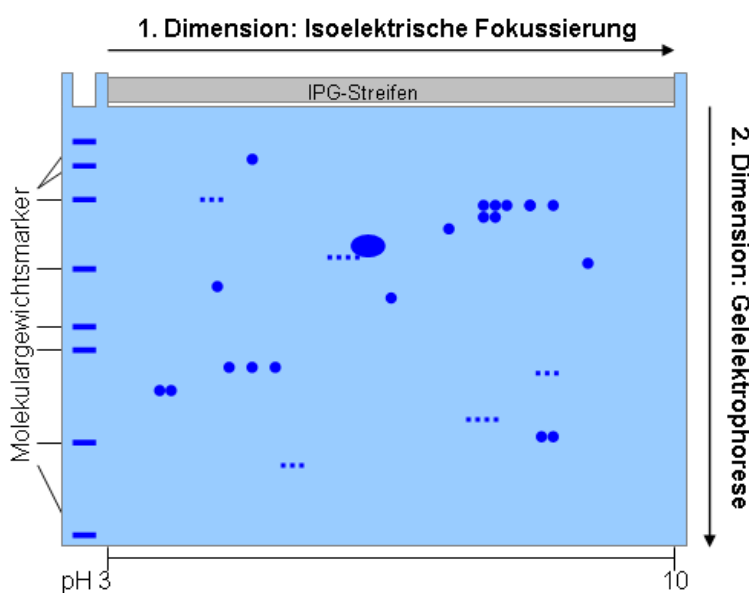 1. Dimension: Isoelektrische Fokussierung
IPG-Streifen
Molekulargewichtsmarker
2. Dimension: Gelelektrophorese
pH 3
10